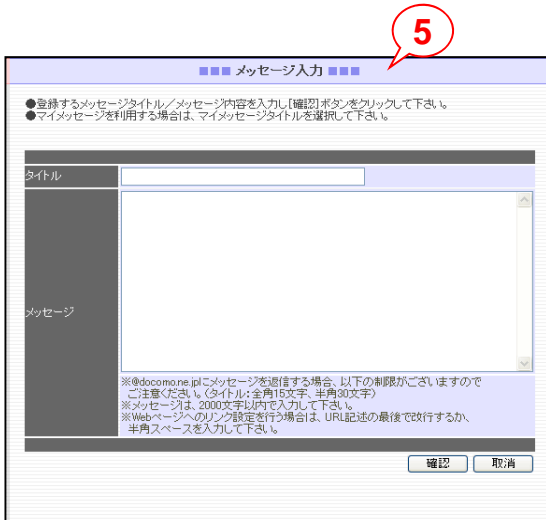 5
■■■ メッセージ入力 ■■■
●登録するメッセージタイトル／メッセージ内容を入力し[確認]ボタンをクリックして下さい。
●マイメッセージを利用する場合は、マイメッセージタイトルを選択して下さい。
タイトル
メッセージ
※@docomo.ne.jpにメッセージを返信する場合、以下の制限がございますので
ご注意ください。(タイトル：全角15文字、半角30文字)
※メッセージは、2000文字以内で入力して下さい。
※Webページへのリンク設定を行う場合は、URL記述の最後で改行するか、
半角スペースを入力して下さい。
確認 取消